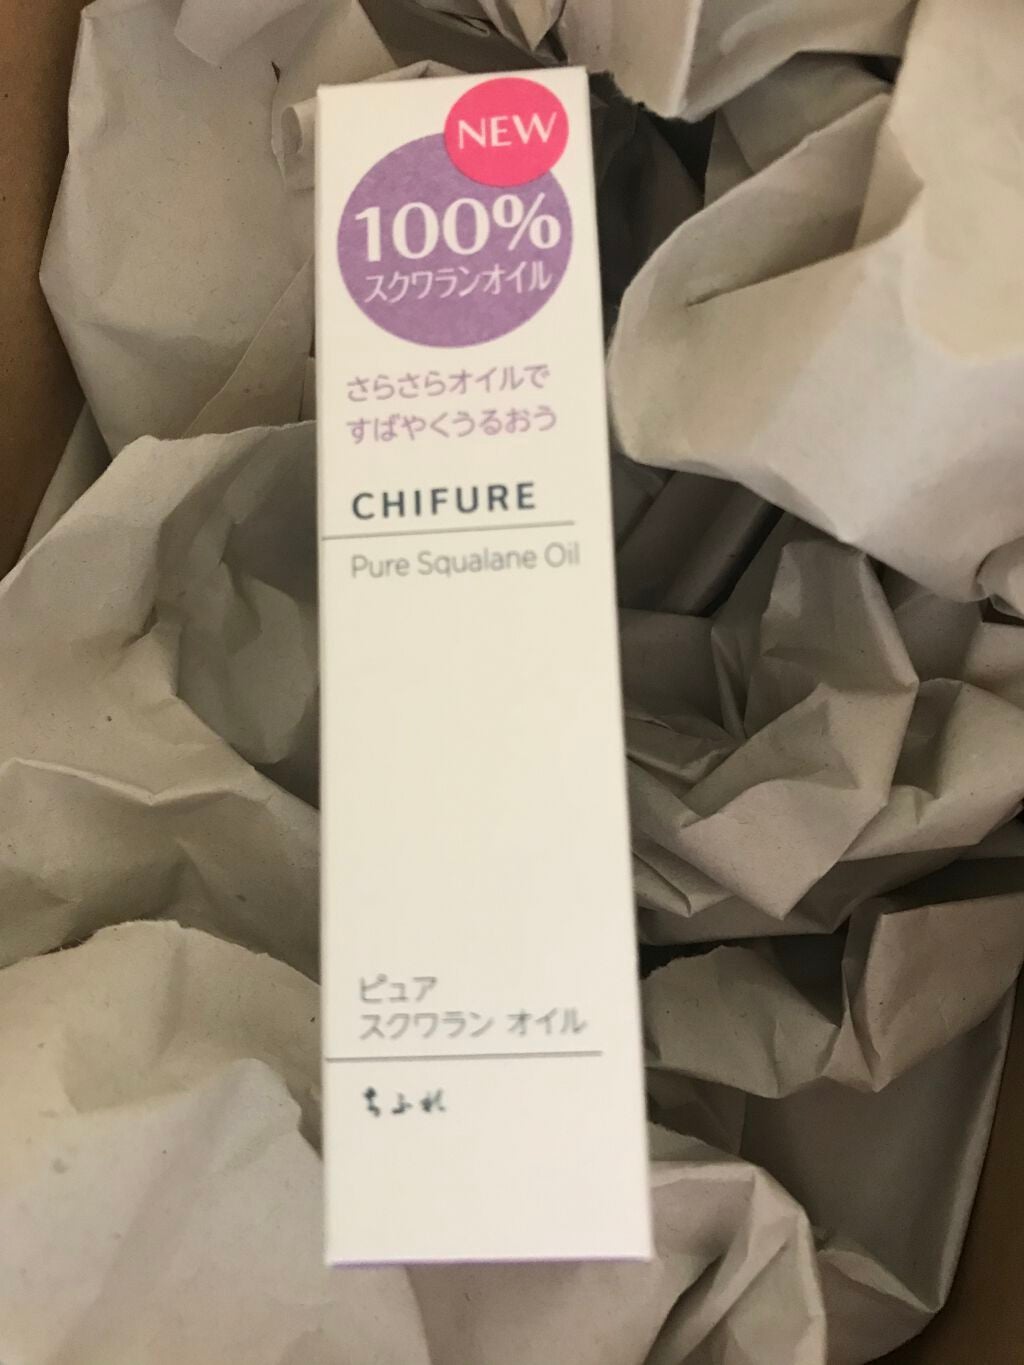 NEW
100%
スクワランオイル
さらさらオイルで
すばやくうるおう
CHIFURE
Pure Squalane Oil
ピュア
スクワラン オイル
ちふれ